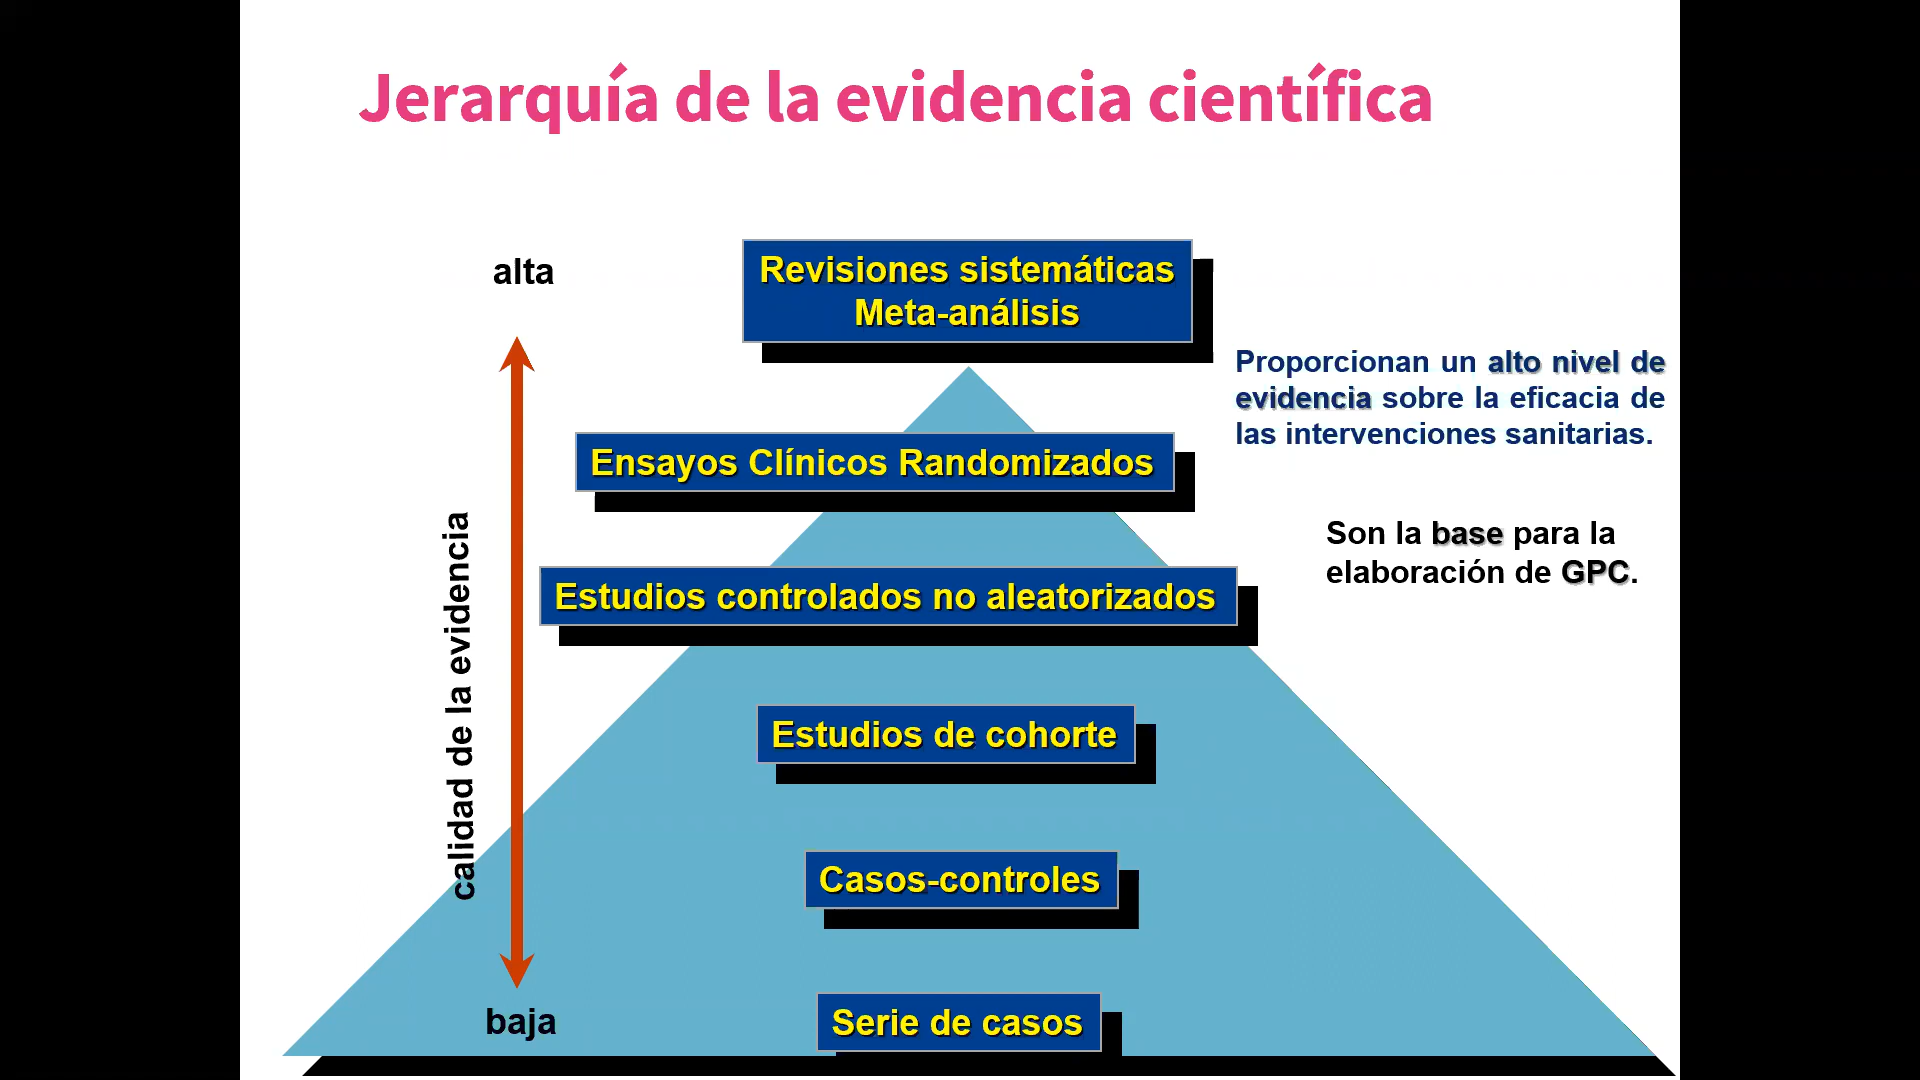 Jerarquía de la evidencia científica
alta
Revisiones sistemáticas
Meta-análisis
Proporcionan un alto nivel de
evidencia sobre la eficacia de
las intervenciones sanitarias.
Ensayos Clínicos Randomizados
Son la base para la
elaboración de GPC.
Estudios controlados no aleatorizados
calidad de la evidencia
Estudios de cohorte
Casos-controles
baja
Serie de casos